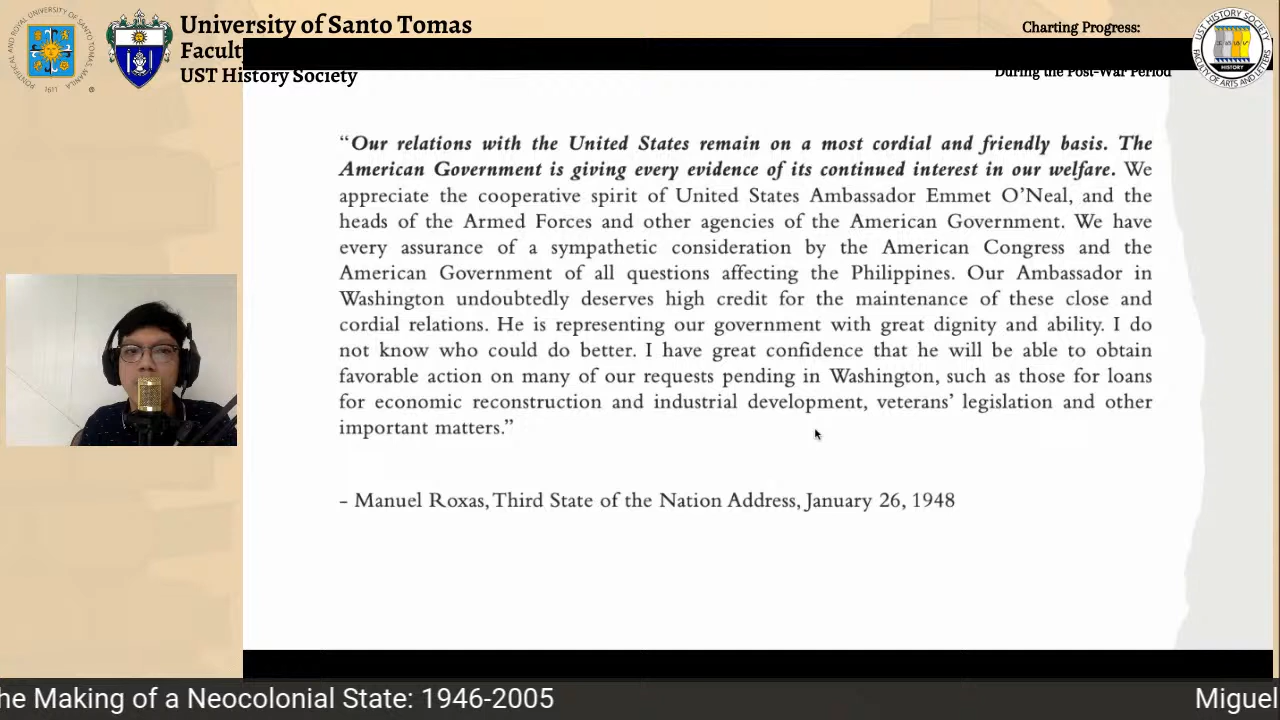 University of Santo Tomas
Faculty
UST History Society
Charting Progress:
During the Post-War Period
"Our relations with the United States remain on a most cordial and friendly basis. The
American Government is giving every evidence of its continued interest in our welfare. We
appreciate the cooperative spirit of United States Ambassador Emmet O'Neal, and the
heads of the Armed Forces and other agencies of the American Government. We have
every assurance of a sympathetic consideration by the American Congress and the
American Government of all questions affecting the Philippines. Our Ambassador in
Washington undoubtedly deserves high credit for the maintenance of these close and
cordial relations. He is representing our government with great dignity and ability. I do
not know who could do better. I have great confidence that he will be able to obtain
favorable action on many of our requests pending in Washington, such as those for loans
for economic reconstruction and industrial development, veterans' legislation and other
important matters."
– Manuel Roxas, Third State of the Nation Address, January 26, 1948
he Making of a Neocolonial State: 1946-2005
Miguel